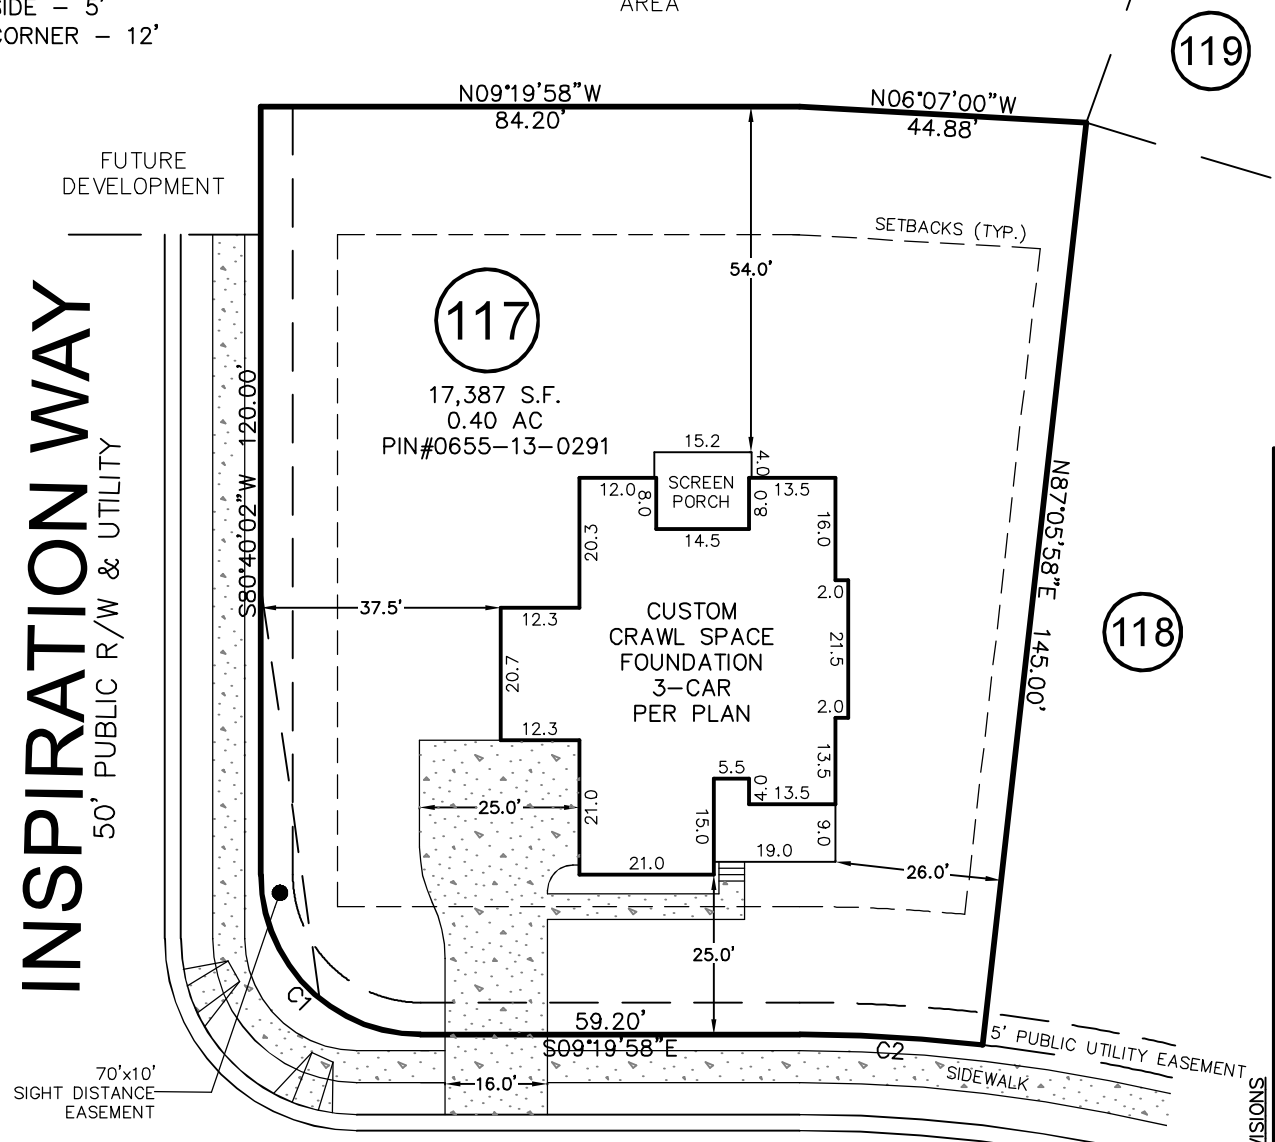 SIDE - 5'
CORNER - 12'
AREA
119
N09°19'58"W
84.20'
N06°07'00"W
44.88'
FUTURE
DEVELOPMENT
SETBACKS (TYP.)
54.0'
117
17,387 S.F.
0.40 AC
PIN#0655-13-0291
INSPIRATION WAY
50' PUBLIC R/W & UTILITY
S80°40'02"W 120.00'
N87°05'58"E 145.00'
118
15.2
4.0
SCREEN
PORCH
12.0
8.0
8.0
13.5
14.5
20.3
16.0
37.5'
12.3
2.0
CUSTOM
CRAWL SPACE
FOUNDATION
3-CAR
PER PLAN
20.7
21.5
2.0
12.3
13.5
5.5
4.0
13.5
25.0'
21.0
15.0
9.0
19.0
21.0
26.0'
25.0'
C1
59.20'
S09°19'58"E
C2
5' PUBLIC UTILITY EASEMENT
SIDEWALK
16.0'
70'x10'
SIGHT DISTANCE
EASEMENT